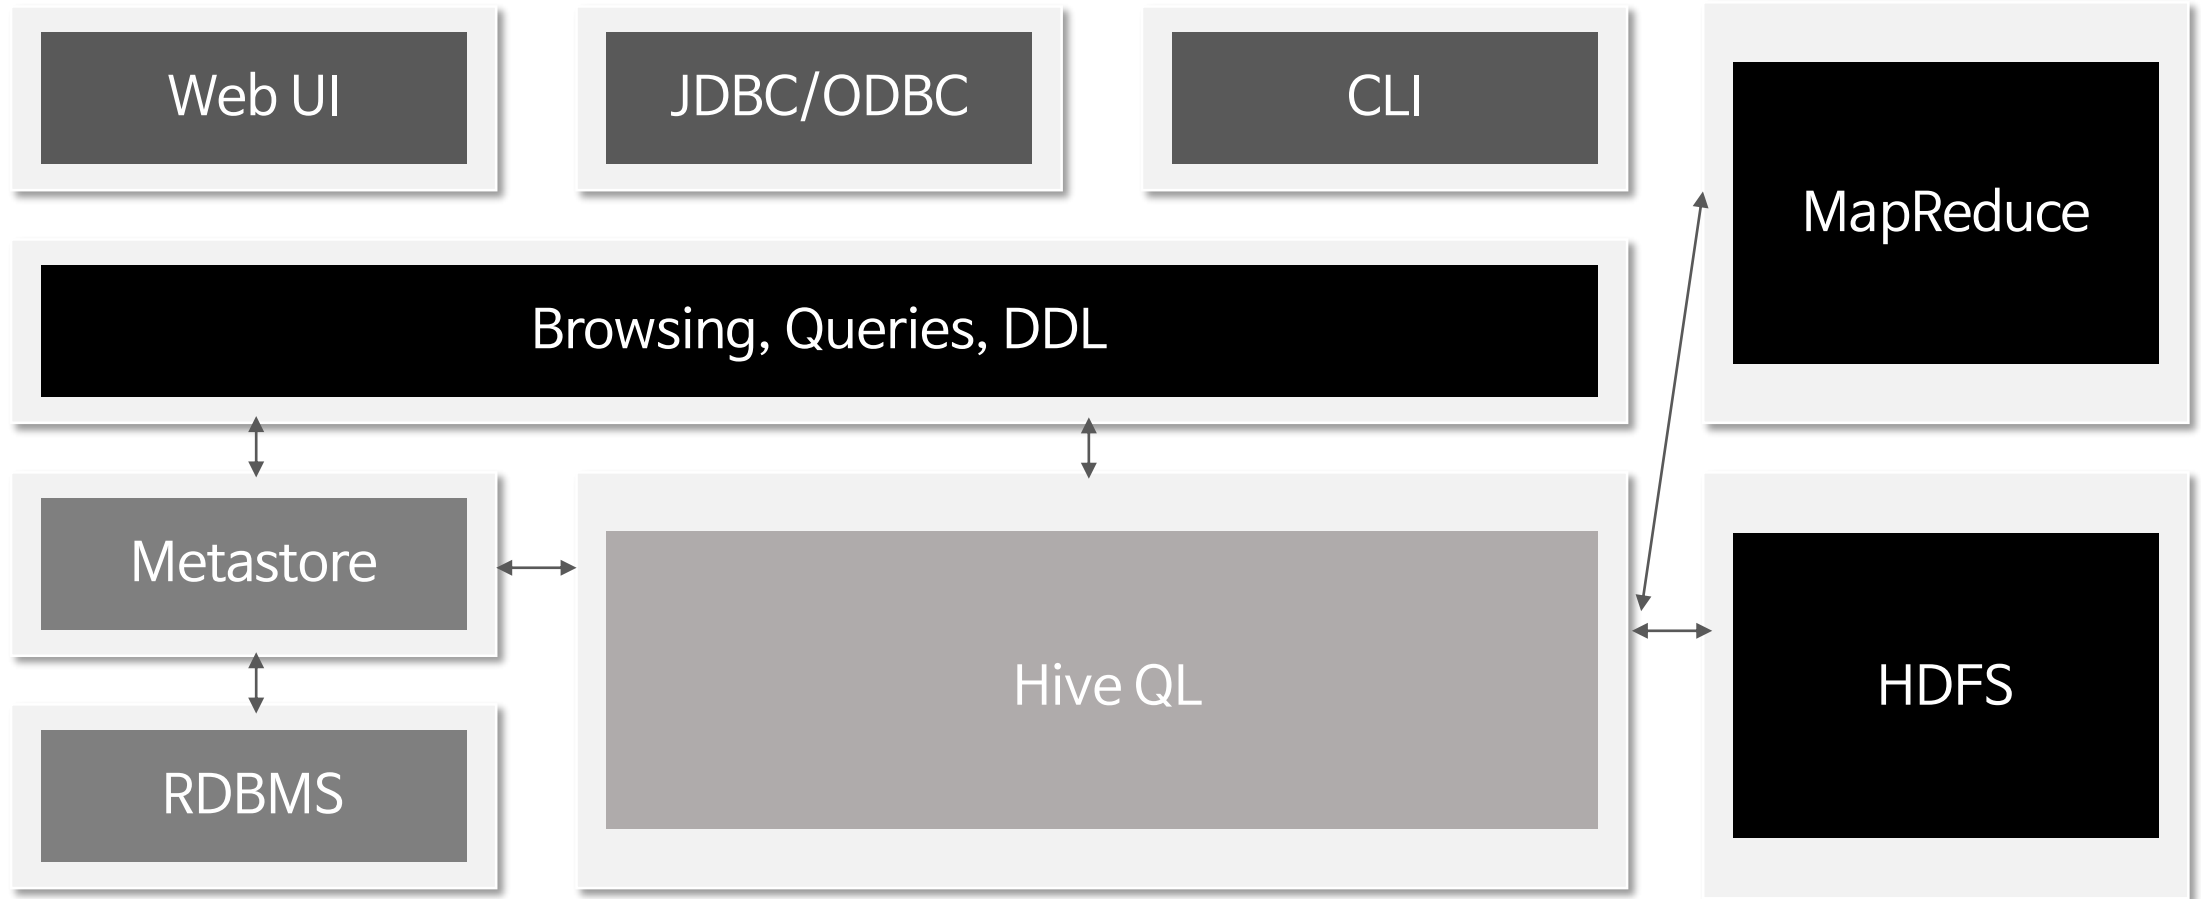 Web UI
JDBC/ODBC
CLI
MapReduce
Browsing, Queries, DDL
Metastore
Hive QL
HDFS
RDBMS